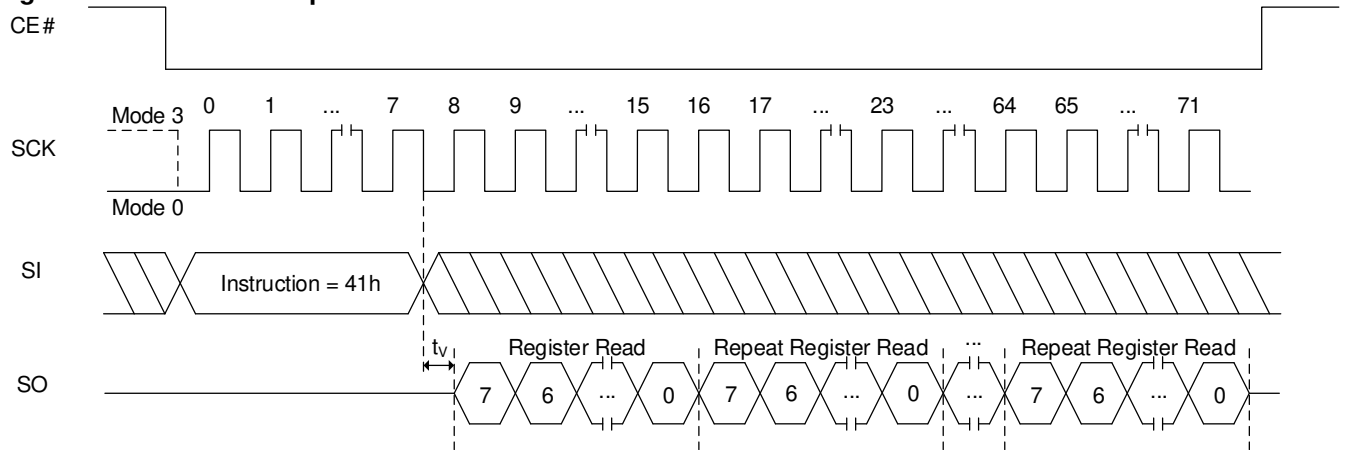 CE#
Mode 3 0 1 ... 7 8 9 ... 15 16 17 ... 23 ... 64 65 ... 71
SCK
Mode 0
SI Instruction = 41h
tV Register Read Repeat Register Read ... Repeat Register Read
SO 7 6 ... 0 7 6 ... 0 ... 7 6 ... 0